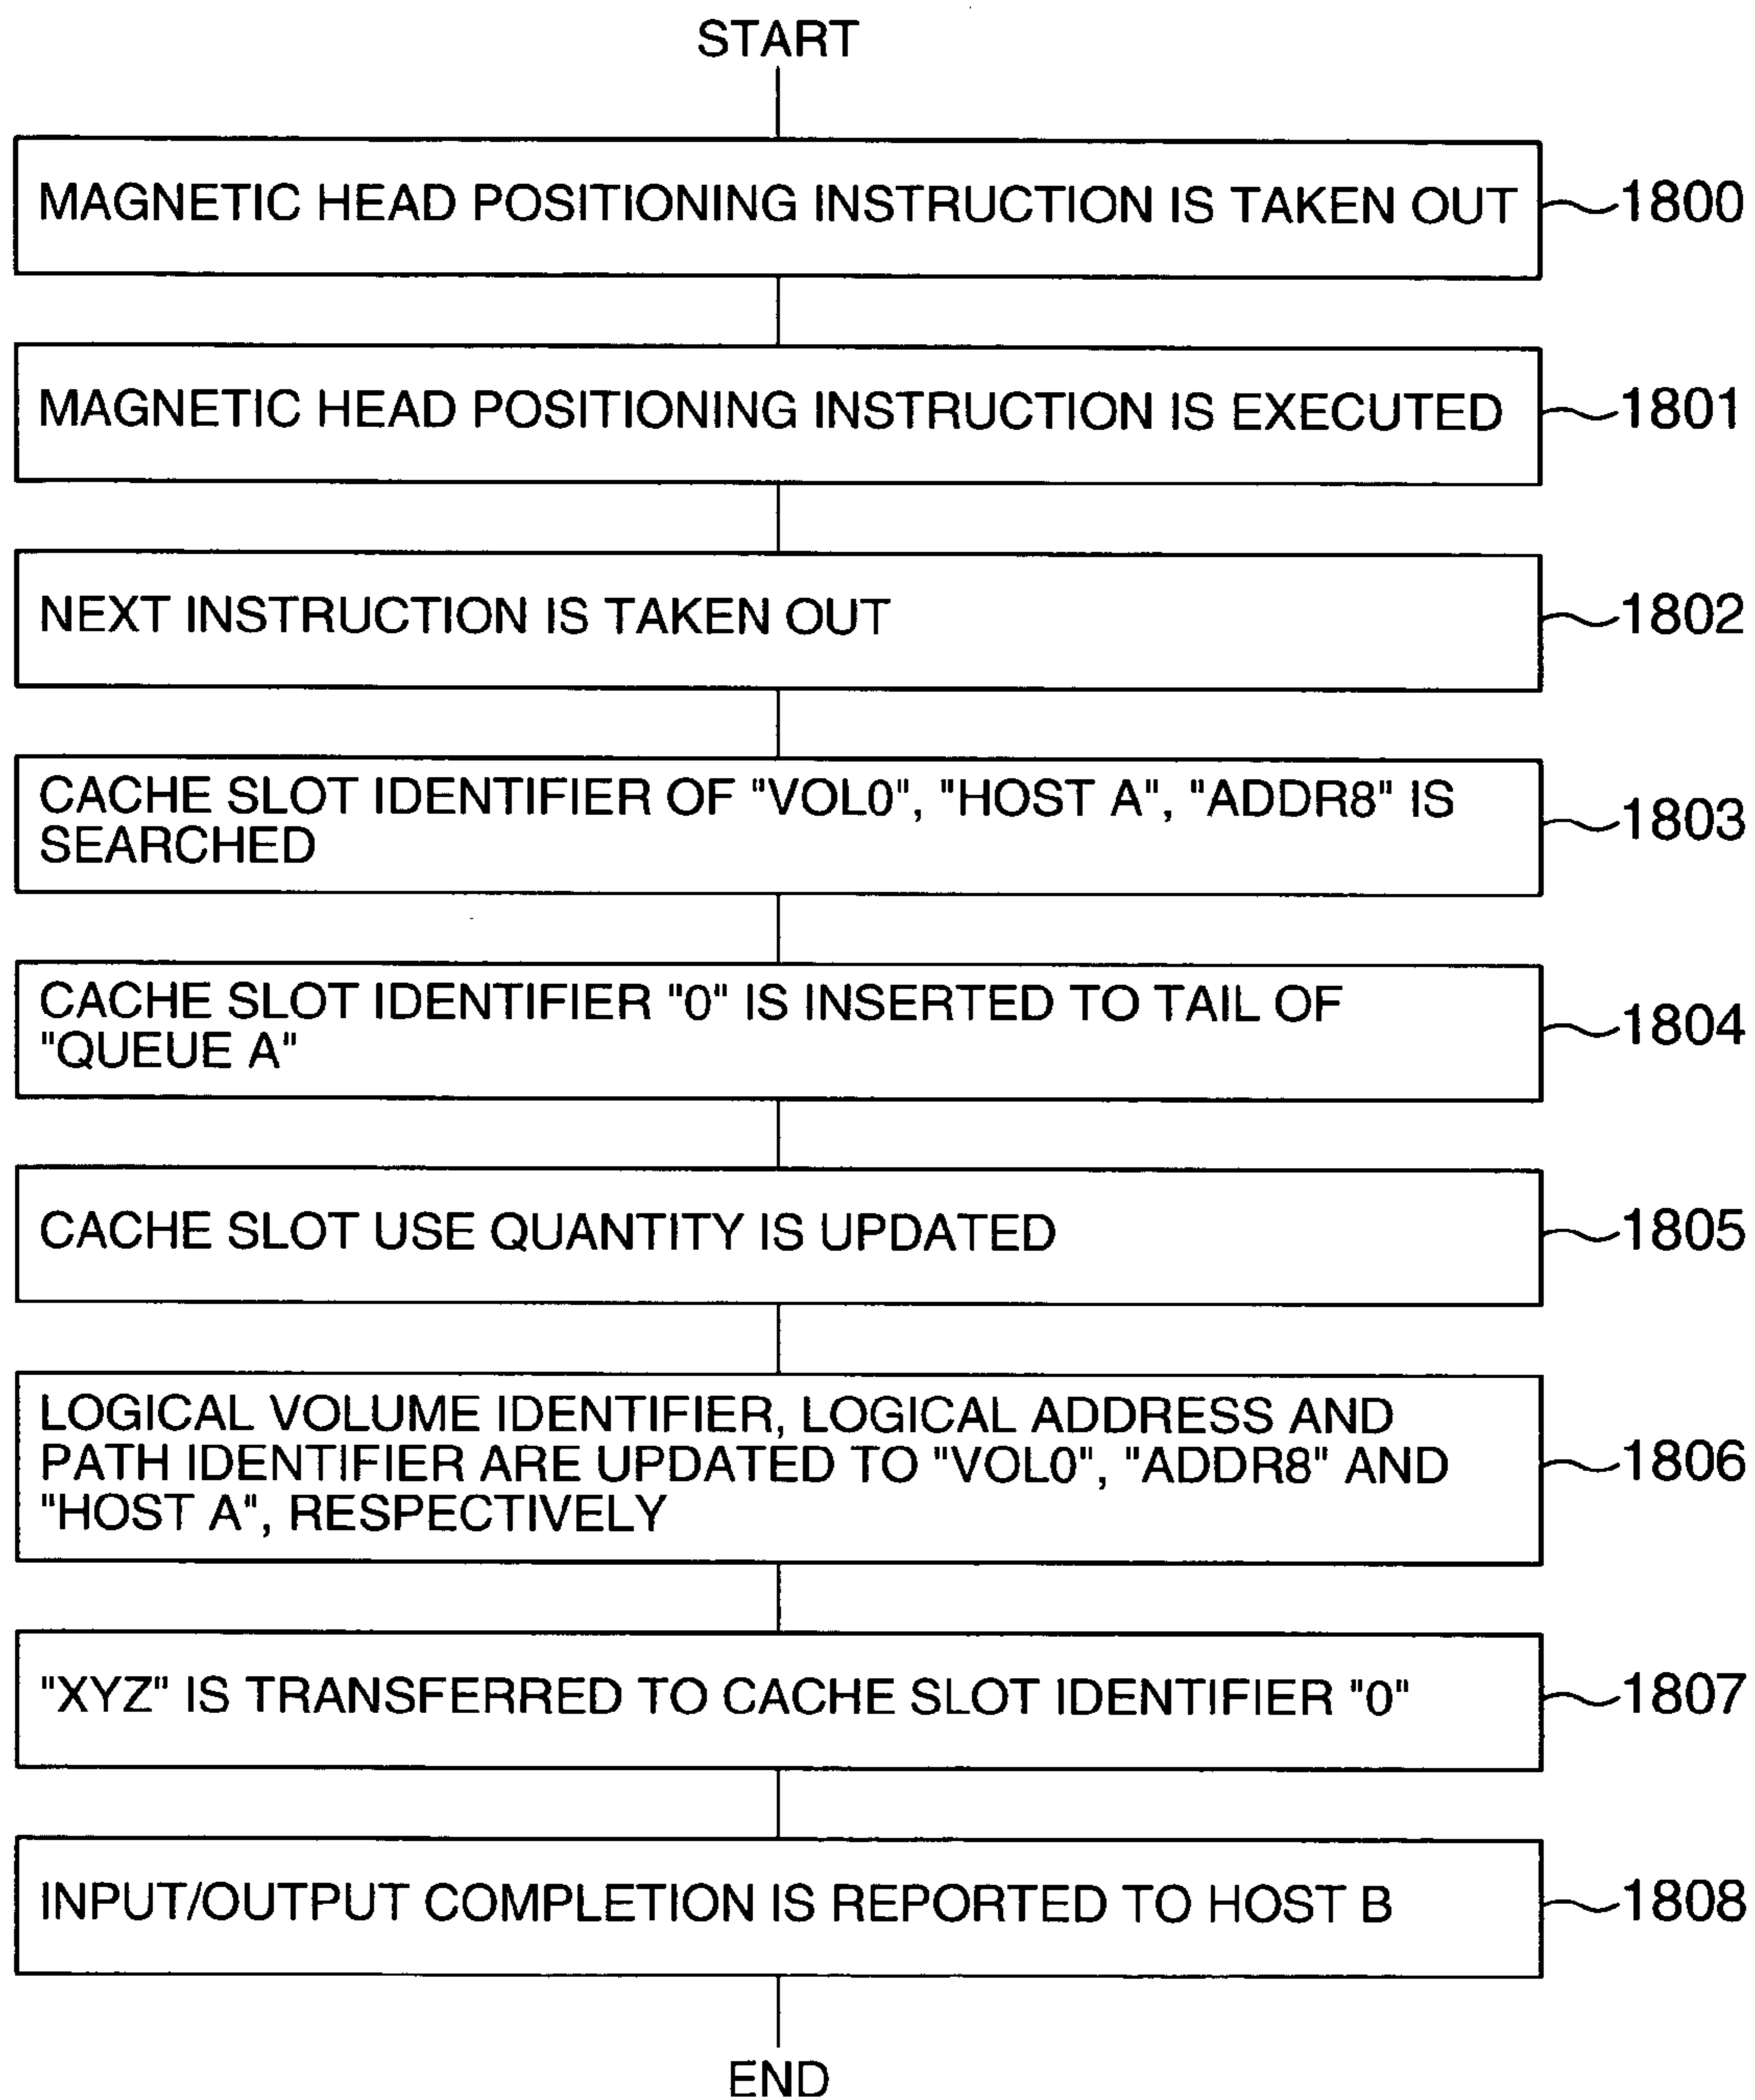 START
MAGNETIC HEAD POSITIONING INSTRUCTION IS TAKEN OUT 1800
MAGNETIC HEAD POSITIONING INSTRUCTION IS EXECUTED 1801
NEXT INSTRUCTION IS TAKEN OUT 1802
CACHE SLOT IDENTIFIER OF "VOL0", "HOST A", "ADDR8" IS
SEARCHED 1803
CACHE SLOT IDENTIFIER "0" IS INSERTED TO TAIL OF
"QUEUE A" 1804
CACHE SLOT USE QUANTITY IS UPDATED 1805
LOGICAL VOLUME IDENTIFIER, LOGICAL ADDRESS AND
PATH IDENTIFIER ARE UPDATED TO "VOL0", "ADDR8" AND 1806
"HOST A", RESPECTIVELY
"XYZ" IS TRANSFERRED TO CACHE SLOT IDENTIFIER "0" 1807
INPUT/OUTPUT COMPLETION IS REPORTED TO HOST B 1808
END